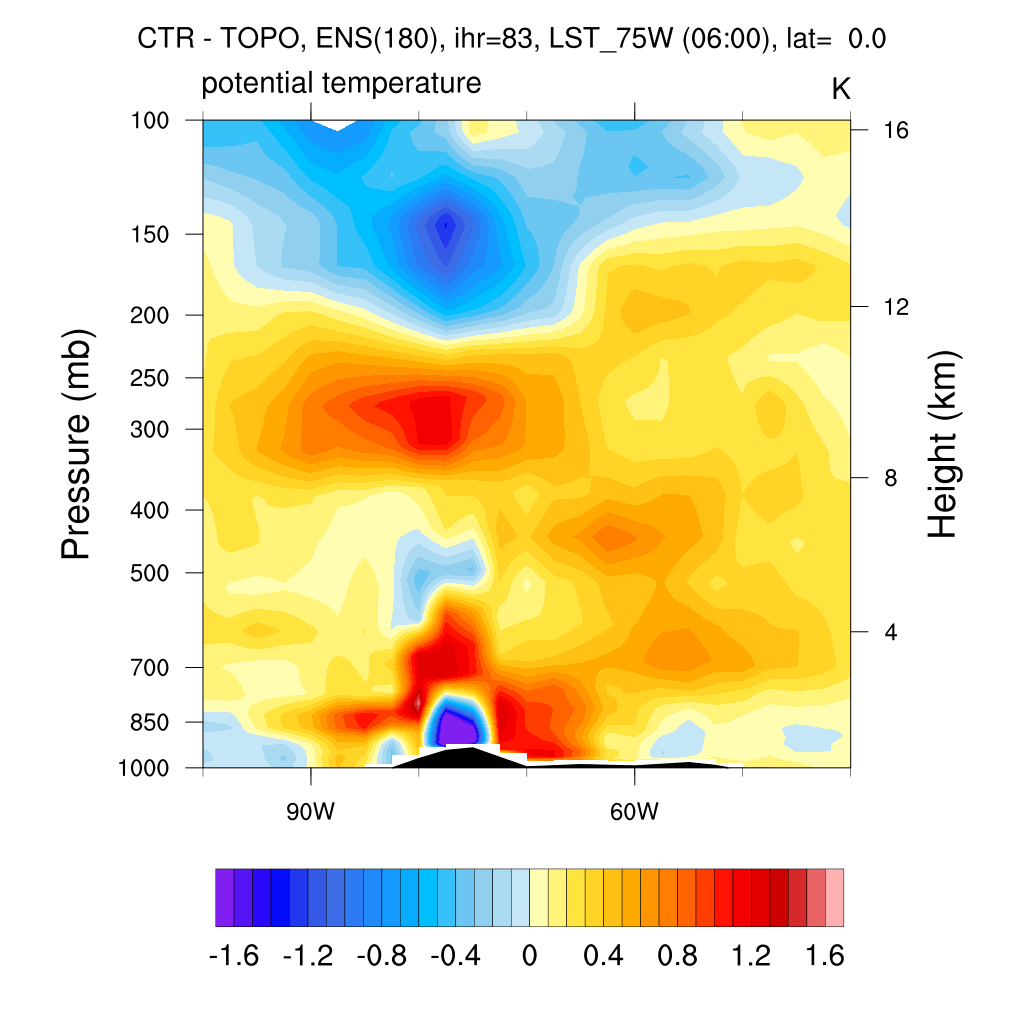 CTR - TOPO, ENS(180), ihr=83, LST_75W (06:00), lat= 0.0
potential temperature K
100
150
200
250
300
400
500
700
850
1000
Pressure (mb)
16
12
8
4
Height (km)
90W 60W
-1.6 -1.2 -0.8 -0.4 0 0.4 0.8 1.2 1.6